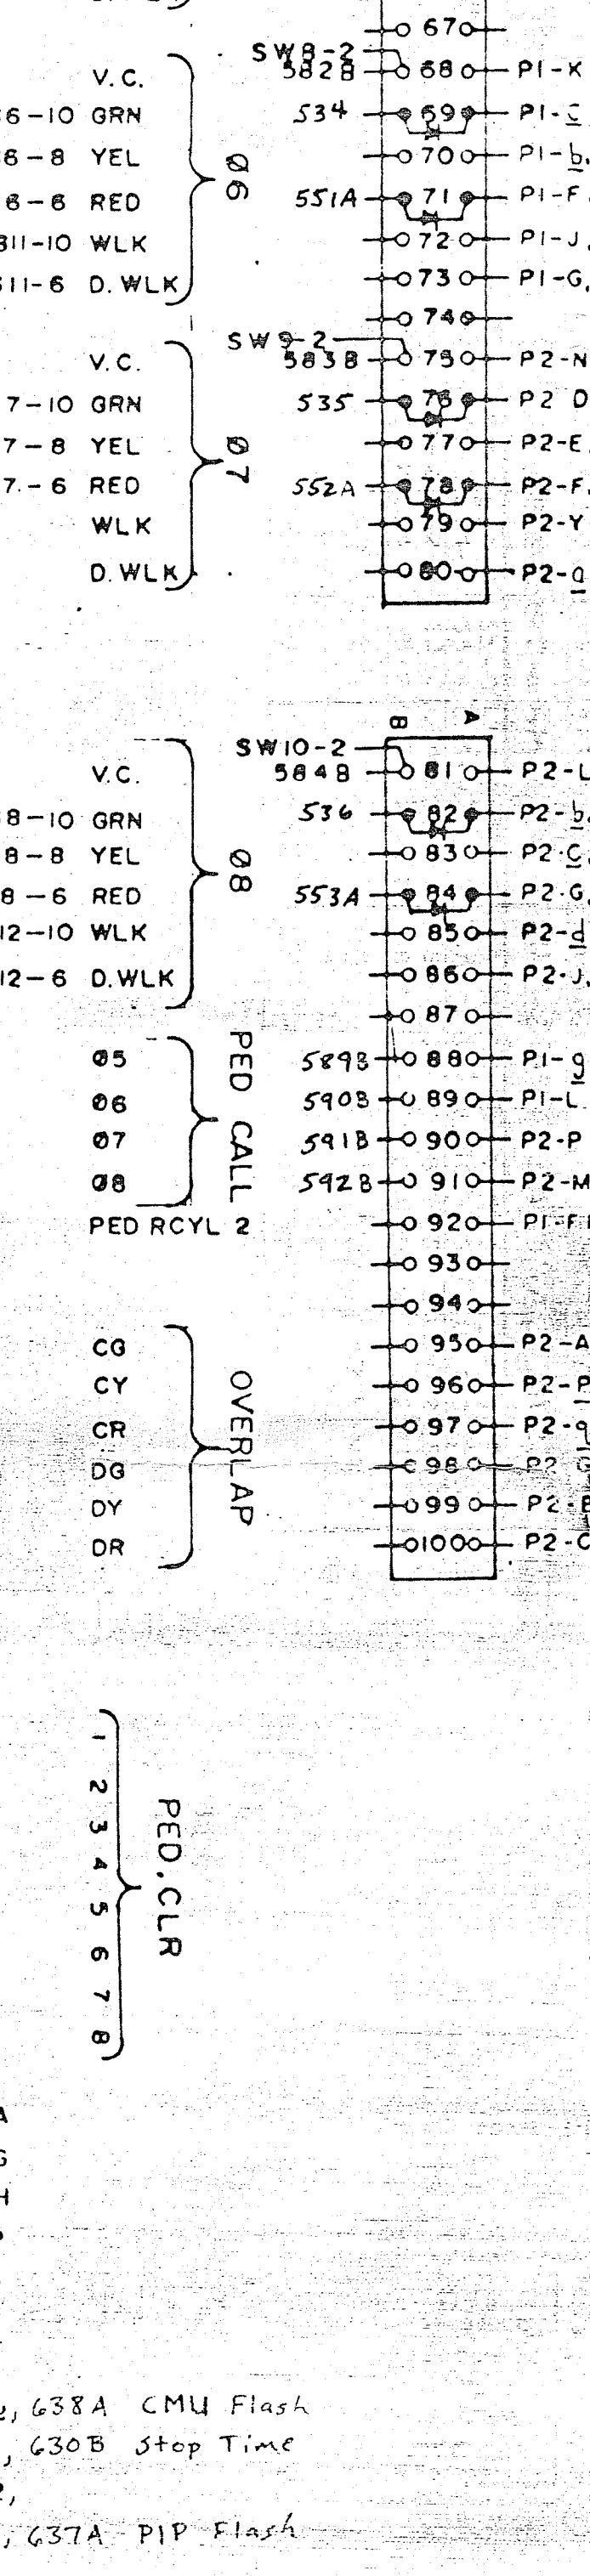 67
SW8-2
V.C. 582B 68 P1-K
6-10 GRN 534 69 P1-c
6-8 YEL 70 P1-b,
Ø6
6-6 RED 551A 71 P1-F
11-10 WLK 72 P1-J,
11-6 D.WLK 73 P1-G,
74
SW9-2
V.C. 583B 75 P2-N
7-10 GRN 535 76 P2 D
7-8 YEL 77 P2-E,
Ø7
7-6 RED 552A 78 P2-F,
WLK 79 P2-Y
D.WLK 80 P2-a
B A
SW10-2
V.C. 584B 81 P2-L
8-10 GRN 536 82 P2-b,
8-8 YEL 83 P2-C,
Ø8
8-6 RED 553A 84 P2-G,
12-10 WLK 85 P2-d
12-6 D.WLK 86 P2-J,
87
PED CALL
Ø5 589B 88 P1-g
Ø6 590B 89 P1-L
Ø7 591B 90 P2-P
Ø8 592B 91 P2-M
PED RCYL 2 92 P1-F
93
94
OVERLAP
CG 95 P2-A
CY 96 P2-P
CR 97 P2-q
DG 98 P2
DY 99 P2-B
DR 100 P2-C
PED.CLR
1
2
3
4
5
6
7
8
A
G
H
638A CMU Flash
, 630B Stop Time
, 637A PIP Flash